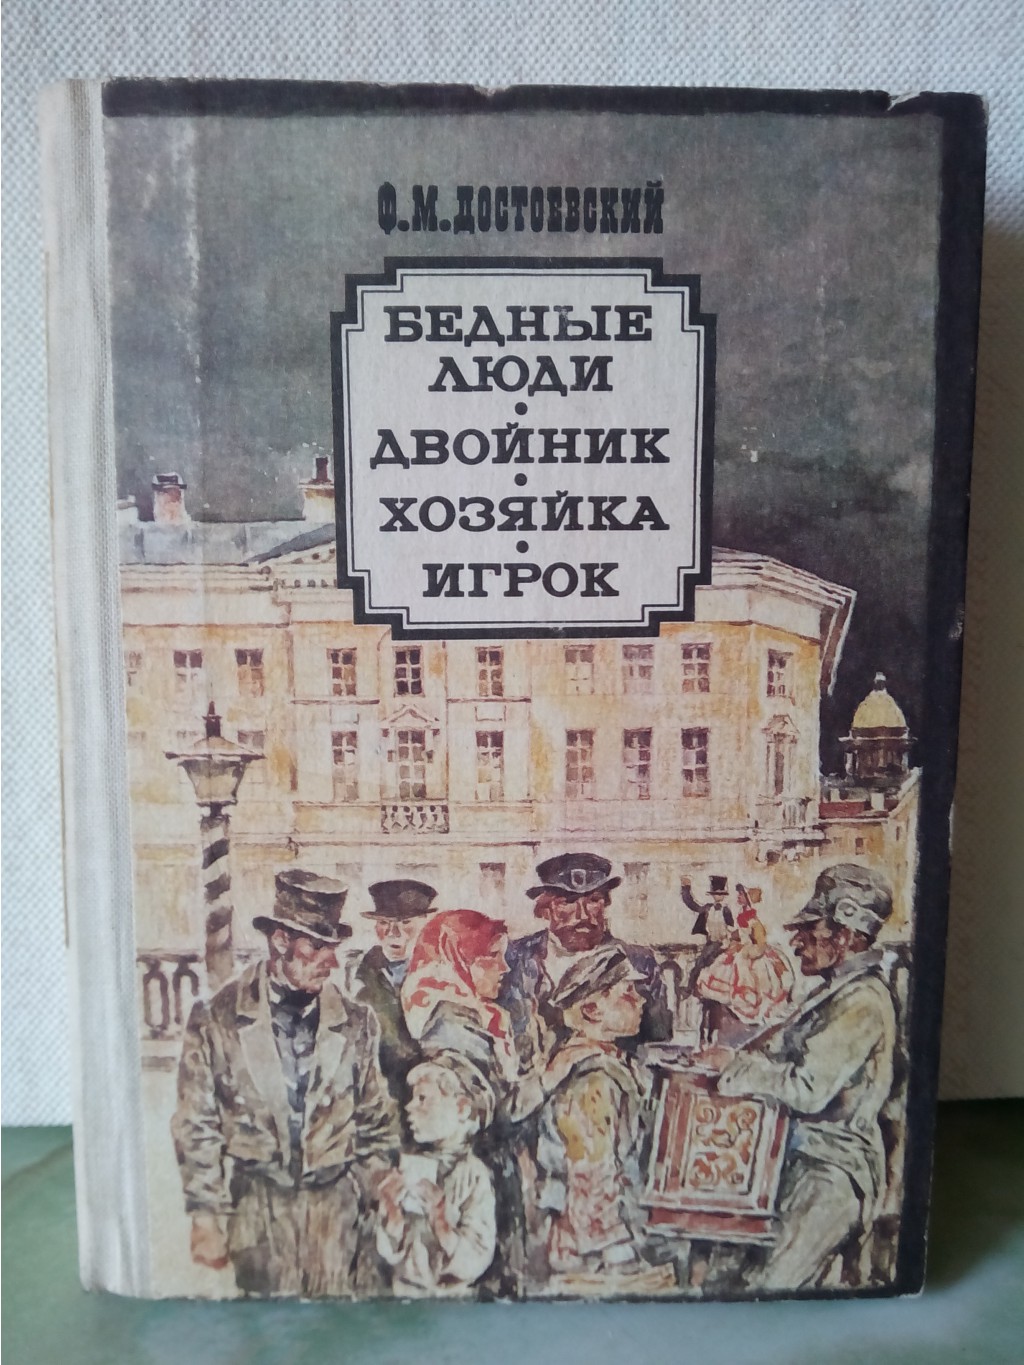 Ф.М.ДОСТОЕВСКИЙ
БЕДНЫЕ
ЛЮДИ
•
ДВОЙНИК
•
ХОЗЯЙКА
•
ИГРОК